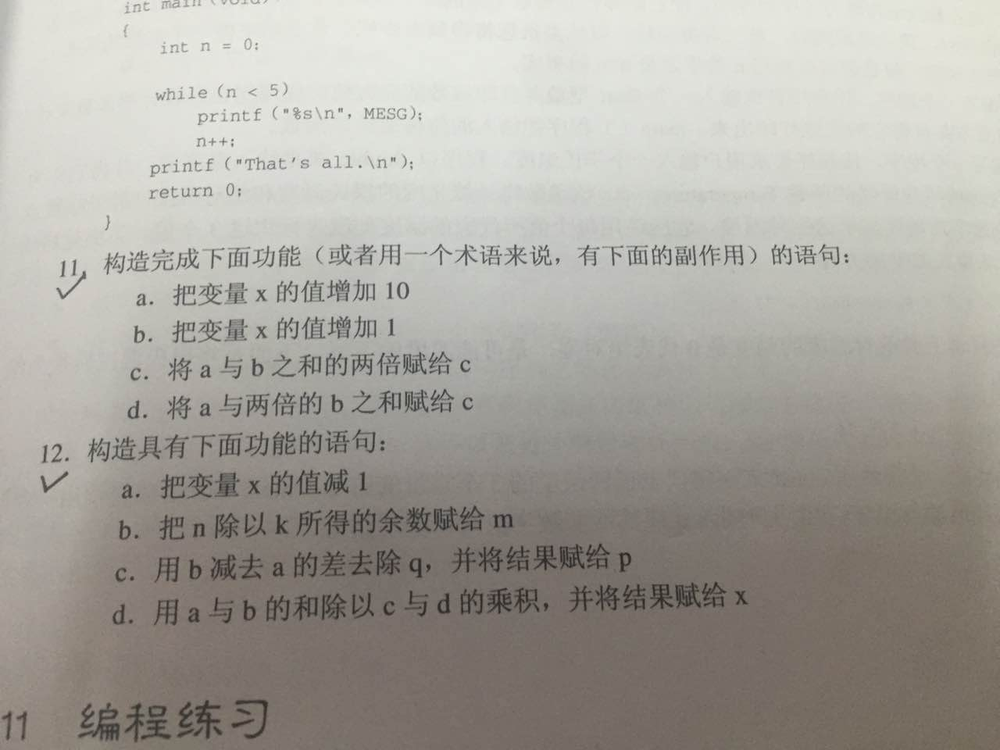 int main (void)
{
int n = 0;
while (n < 5)
printf ("%s\n", MESG);
n++;
printf ("That's all.\n");
return 0;
}
11. 构造完成下面功能（或者用一个术语来说，有下面的副作用）的语句：
a. 把变量 x 的值增加 10
b. 把变量 x 的值增加 1
c. 将 a 与 b 之和的两倍赋给 c
d. 将 a 与两倍的 b 之和赋给 c
12. 构造具有下面功能的语句：
a. 把变量 x 的值减 1
b. 把 n 除以 k 所得的余数赋给 m
c. 用 b 减去 a 的差去除 q，并将结果赋给 p
d. 用 a 与 b 的和除以 c 与 d 的乘积，并将结果赋给 x
11 编程练习